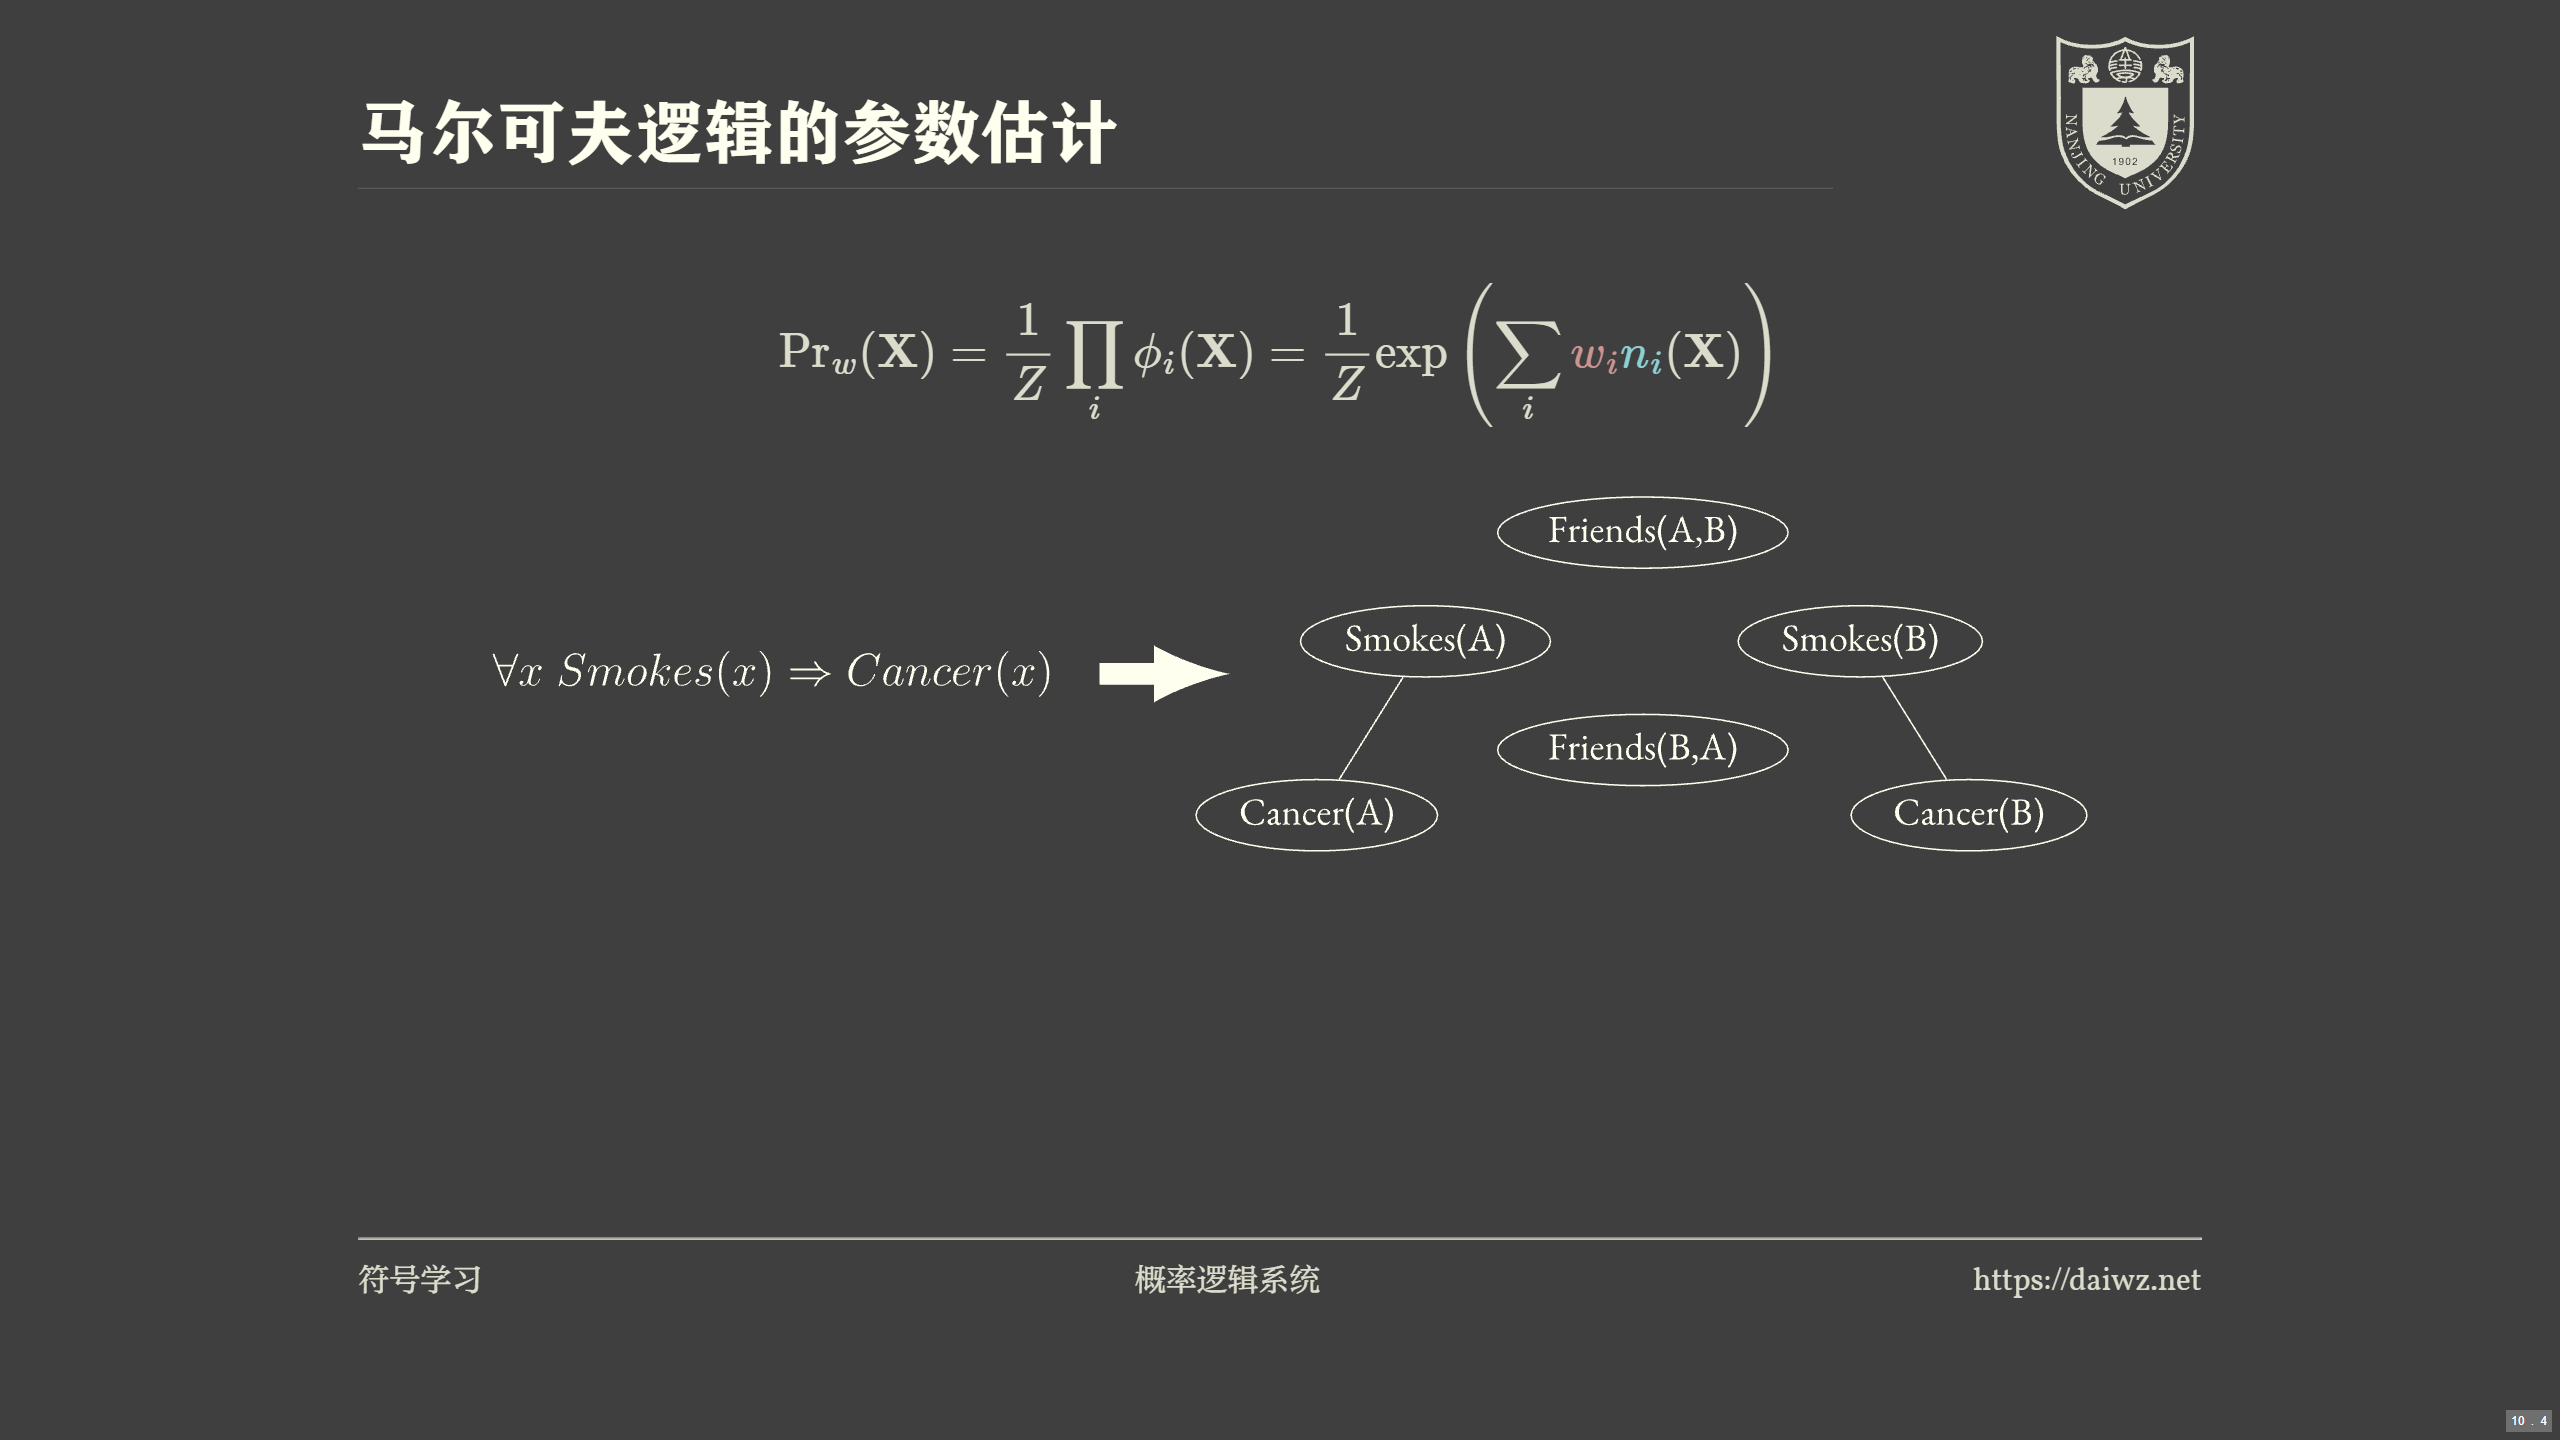 马尔可夫逻辑的参数估计
NANJING UNIVERSITY
1902
Pr_w(X) = 1/Z ∏_i ϕ_i(X) = 1/Z exp(∑_i w_i n_i(X))
Friends(A,B)
Smokes(A) Smokes(B)
∀x Smokes(x) ⇒ Cancer(x)
Friends(B,A)
Cancer(A) Cancer(B)
符号学习 概率逻辑系统 https://daiwz.net
10 . 4